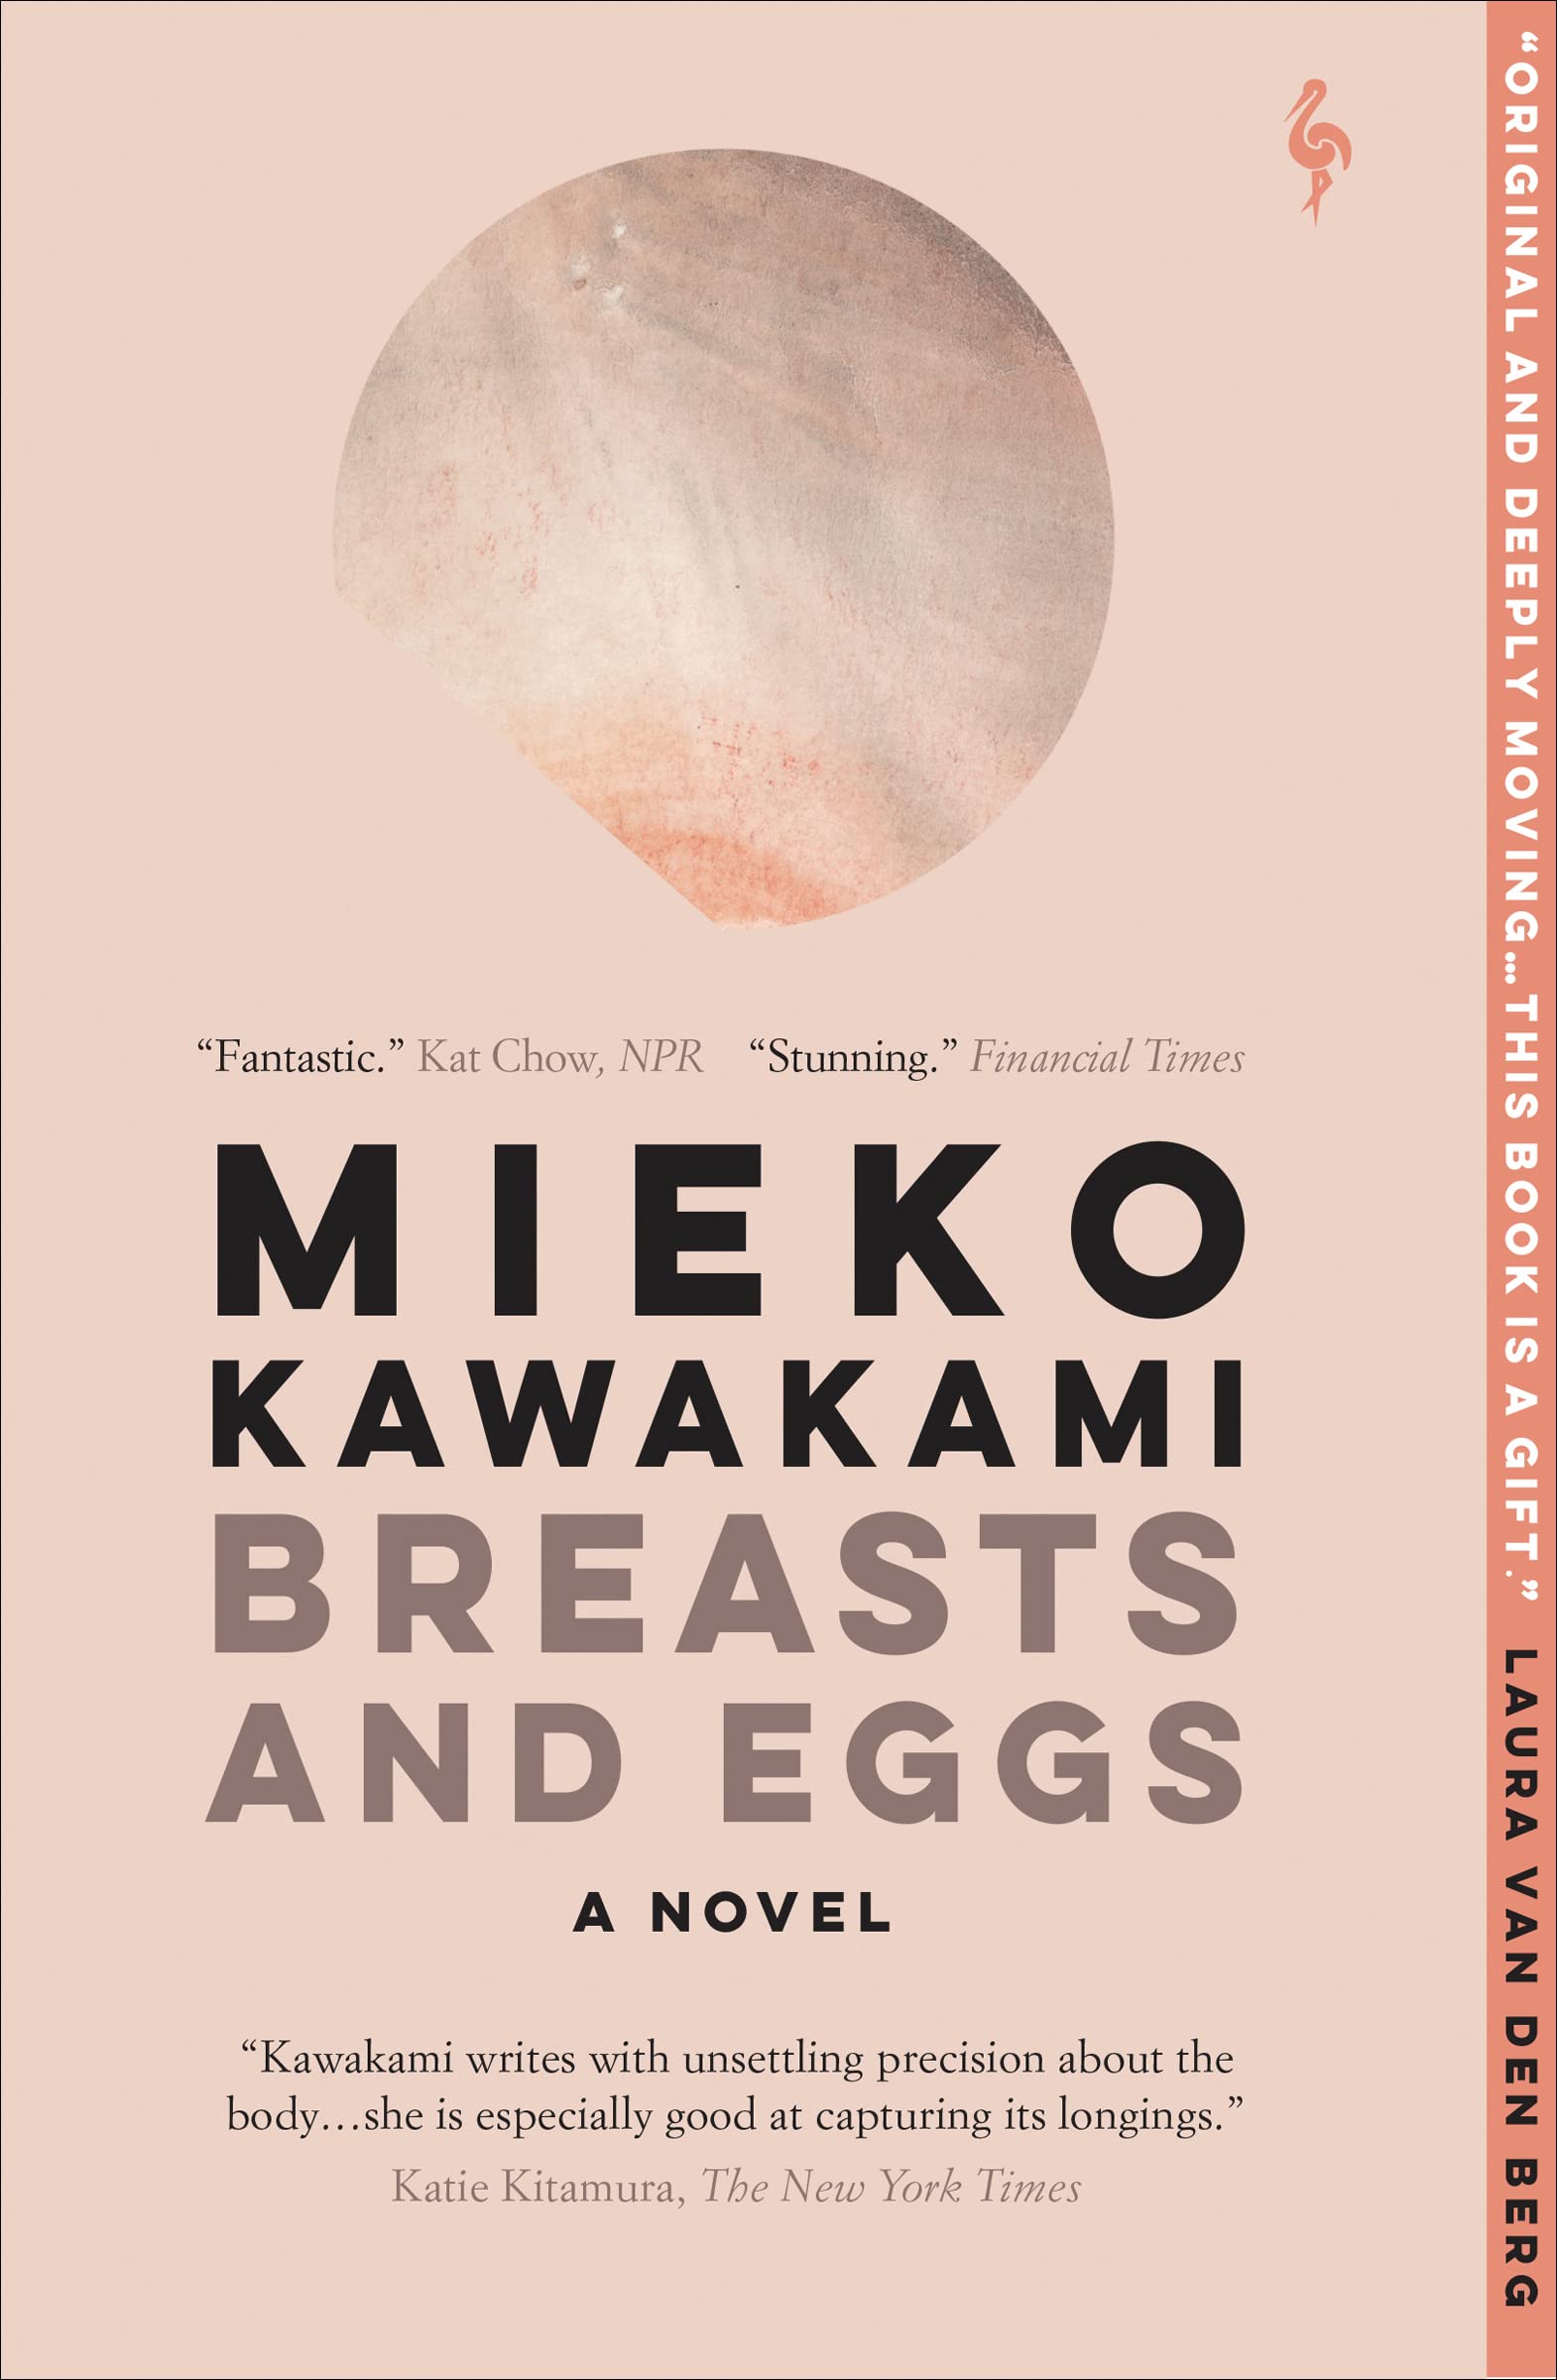 “Fantastic.” Kat Chow, NPR “Stunning.” Financial Times
MIEKO
KAWAKAMI
BREASTS
AND EGGS
A NOVEL
“Kawakami writes with unsettling precision about the
body…she is especially good at capturing its longings.”
Katie Kitamura, The New York Times
“ORIGINAL AND DEEPLY MOVING…THIS BOOK IS A GIFT.” LAURA VAN DEN BERG